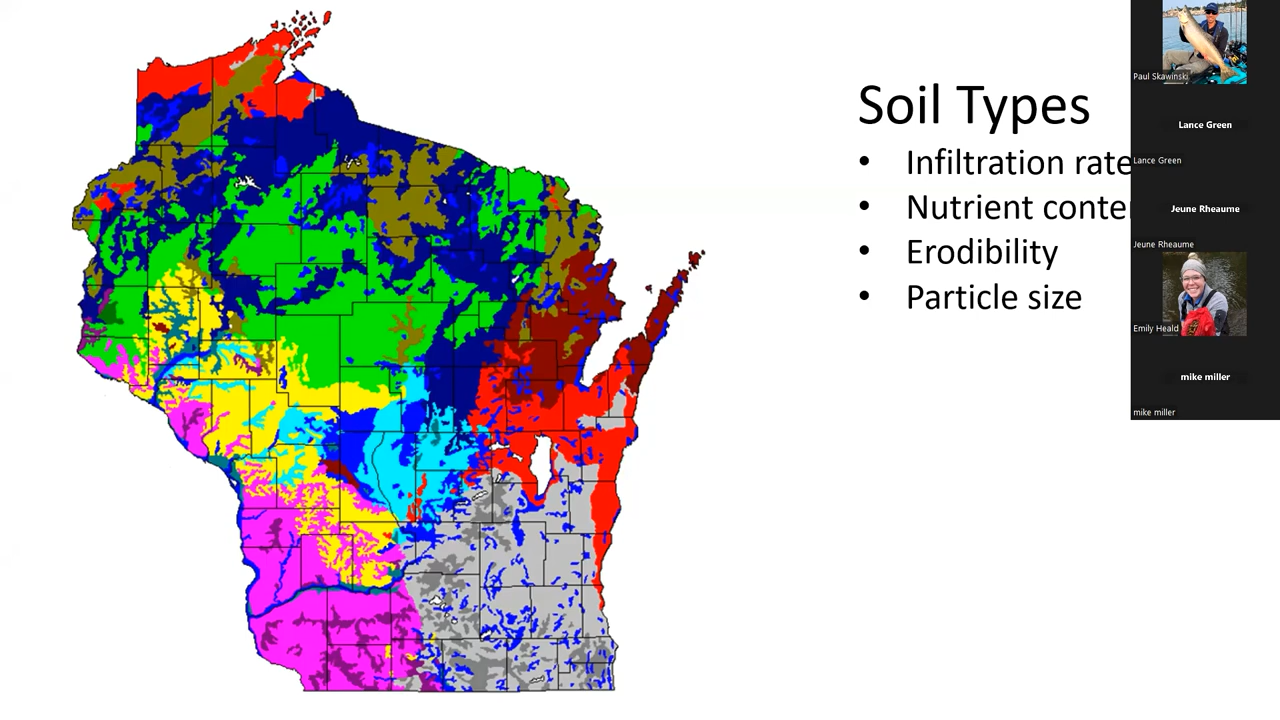 Soil Types
• Infiltration rate
• Nutrient conte
• Erodibility
• Particle size
Paul Skawinski
Lance Green
Lance Green
Jeune Rheaume
Jeune Rheaume
Emily Heald
mike miller
mike miller